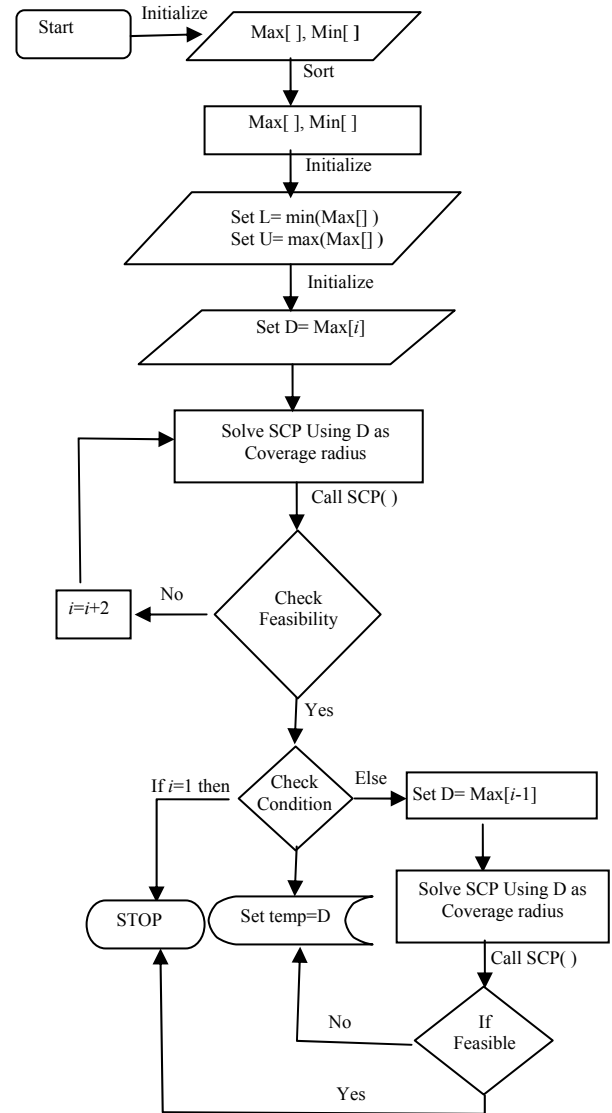 Start
Initialize
Max[ ], Min[ ]
Sort
Max[ ], Min[ ]
Initialize
Set L= min(Max[] )
Set U= max(Max[] )
Initialize
Set D= Max[i]
Solve SCP Using D as
Coverage radius
Call SCP( )
Check
Feasibility
No
i=i+2
Yes
Check
Condition
If i=1 then
Else
Set D= Max[i-1]
STOP
Set temp=D
Solve SCP Using D as
Coverage radius
Call SCP( )
If
Feasible
No
Yes